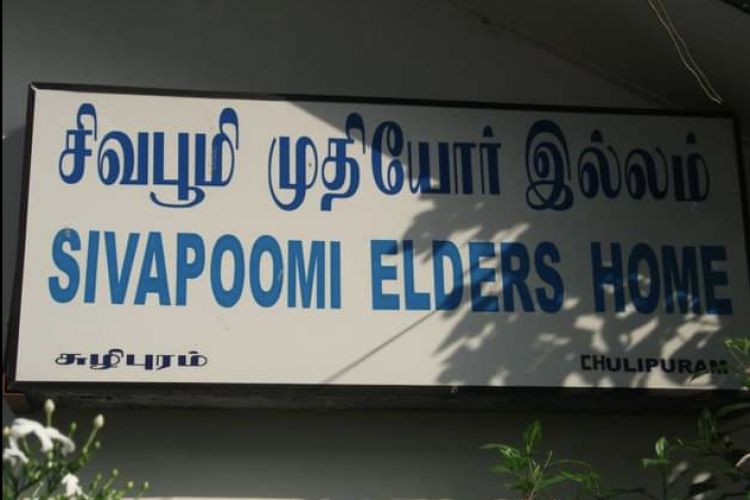 சிவபூமி முதியோர் இல்லம்
SIVAPOOMI ELDERS HOME
சுழிபுரம் CHULIPURAM